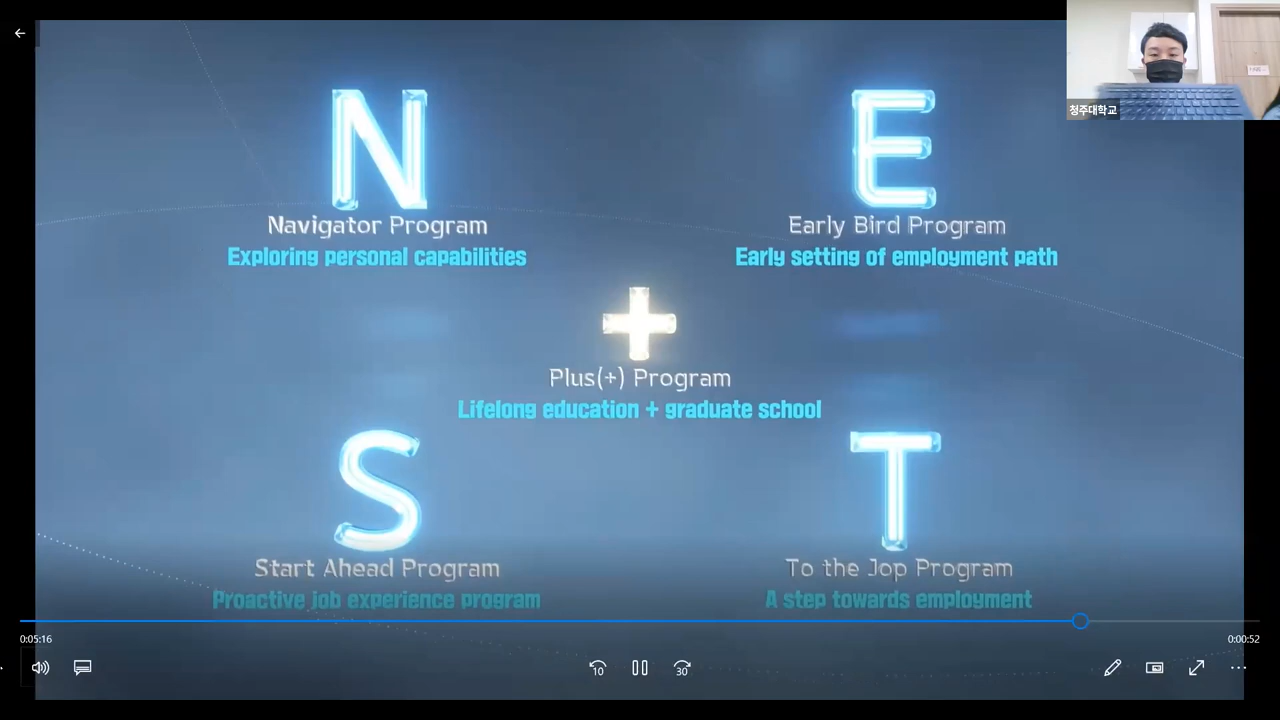 청주대학교
N
Navigator Program
Exploring personal capabilities
E
Early Bird Program
Early setting of employment path
+
Plus(+) Program
Lifelong education + graduate school
S
Start Ahead Program
Proactive job experience program
T
To the Jop Program
A step towards employment
0:05:16
0:00:52
10
30